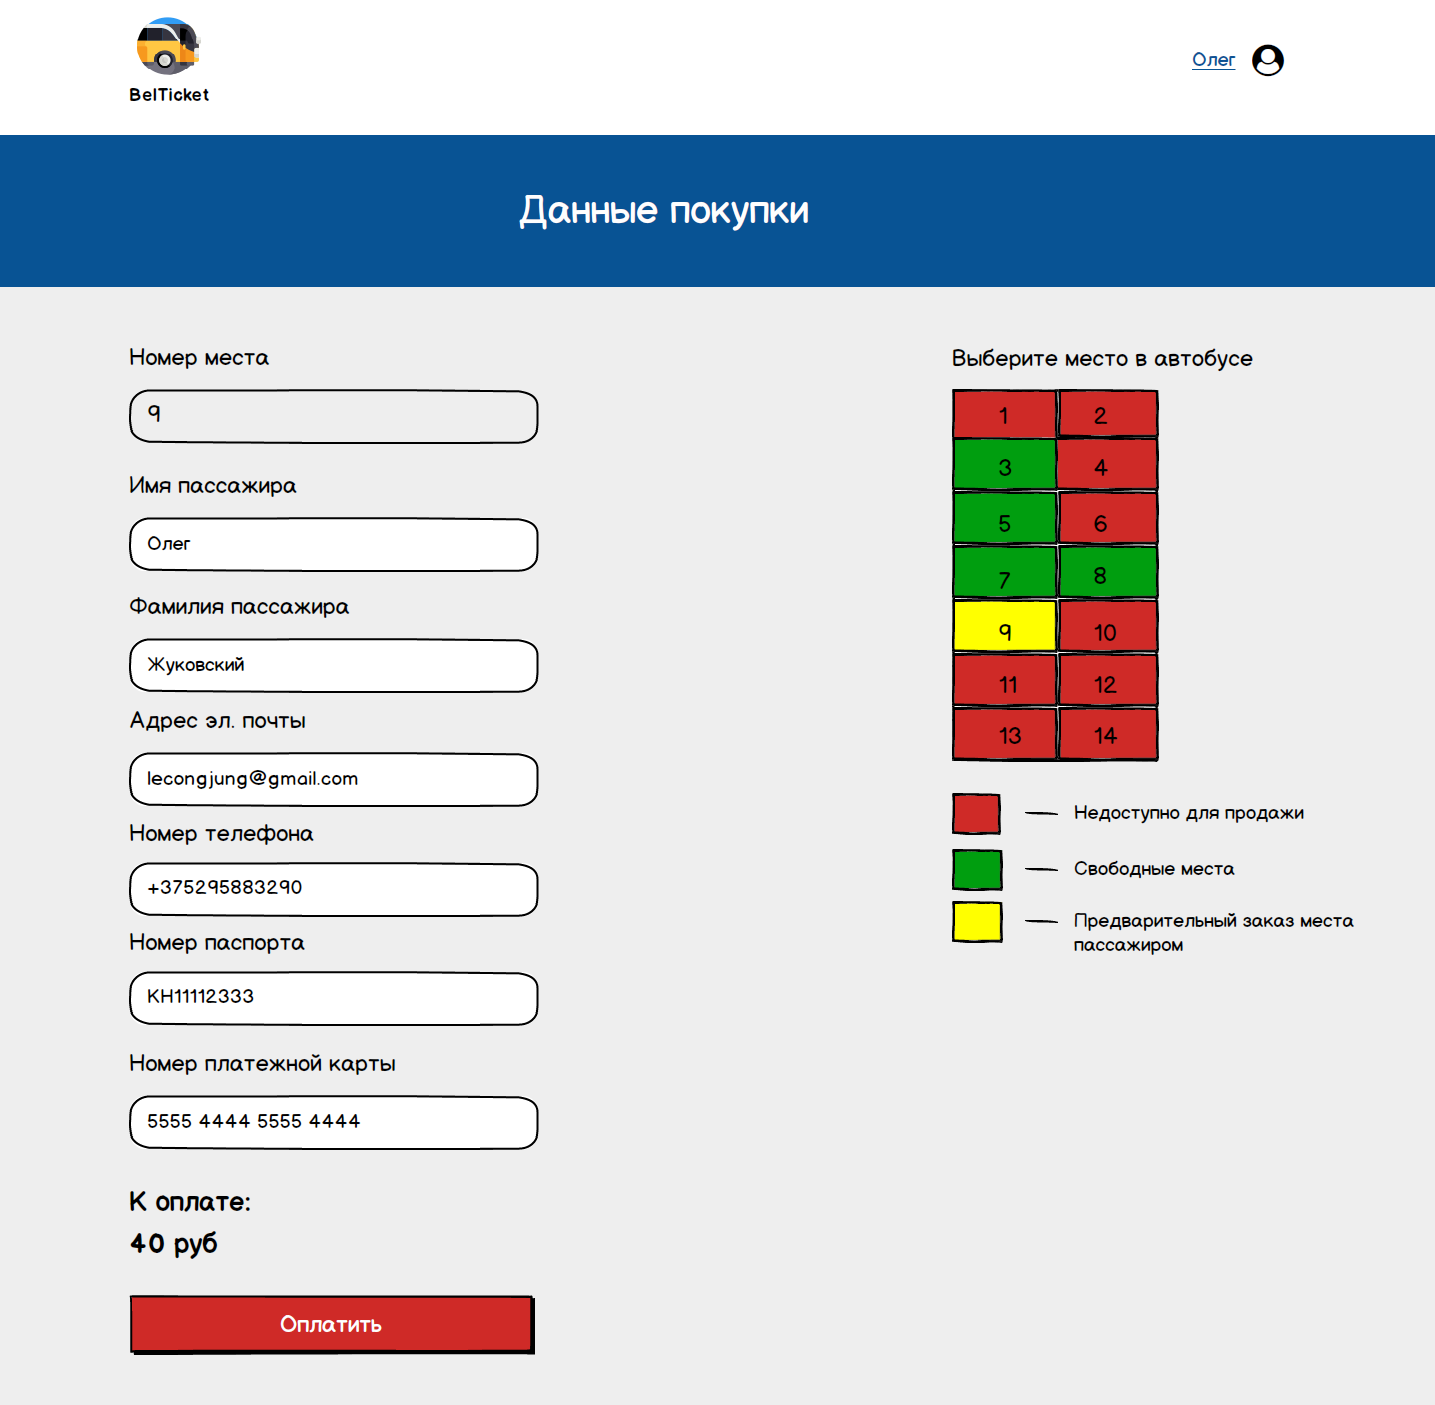 BelTicket
Олег
Данные покупки
Номер места
9
Имя пассажира
Олег
Фамилия пассажира
Жуковский
Адрес эл. почты
lecongjung@gmail.com
Номер телефона
+375295883290
Номер паспорта
KH11112333
Номер платежной карты
5555 4444 5555 4444
К оплате:
40 руб
Оплатить
Выберите место в автобусе
1 2
3 4
5 6
7 8
9 10
11 12
13 14
Недоступно для продажи
Свободные места
Предварительный заказ места
пассажиром